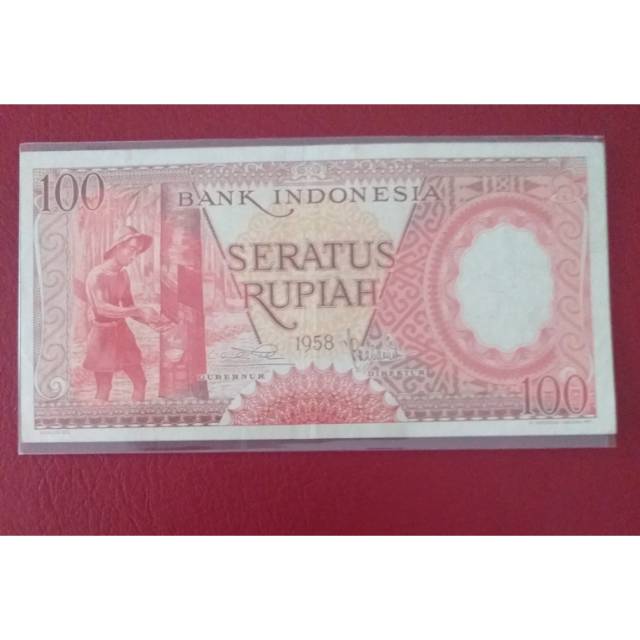 100
BANK INDONESIA
SERATUS
RUPIAH
1958
GUBERNUR
DIREKTUR
100